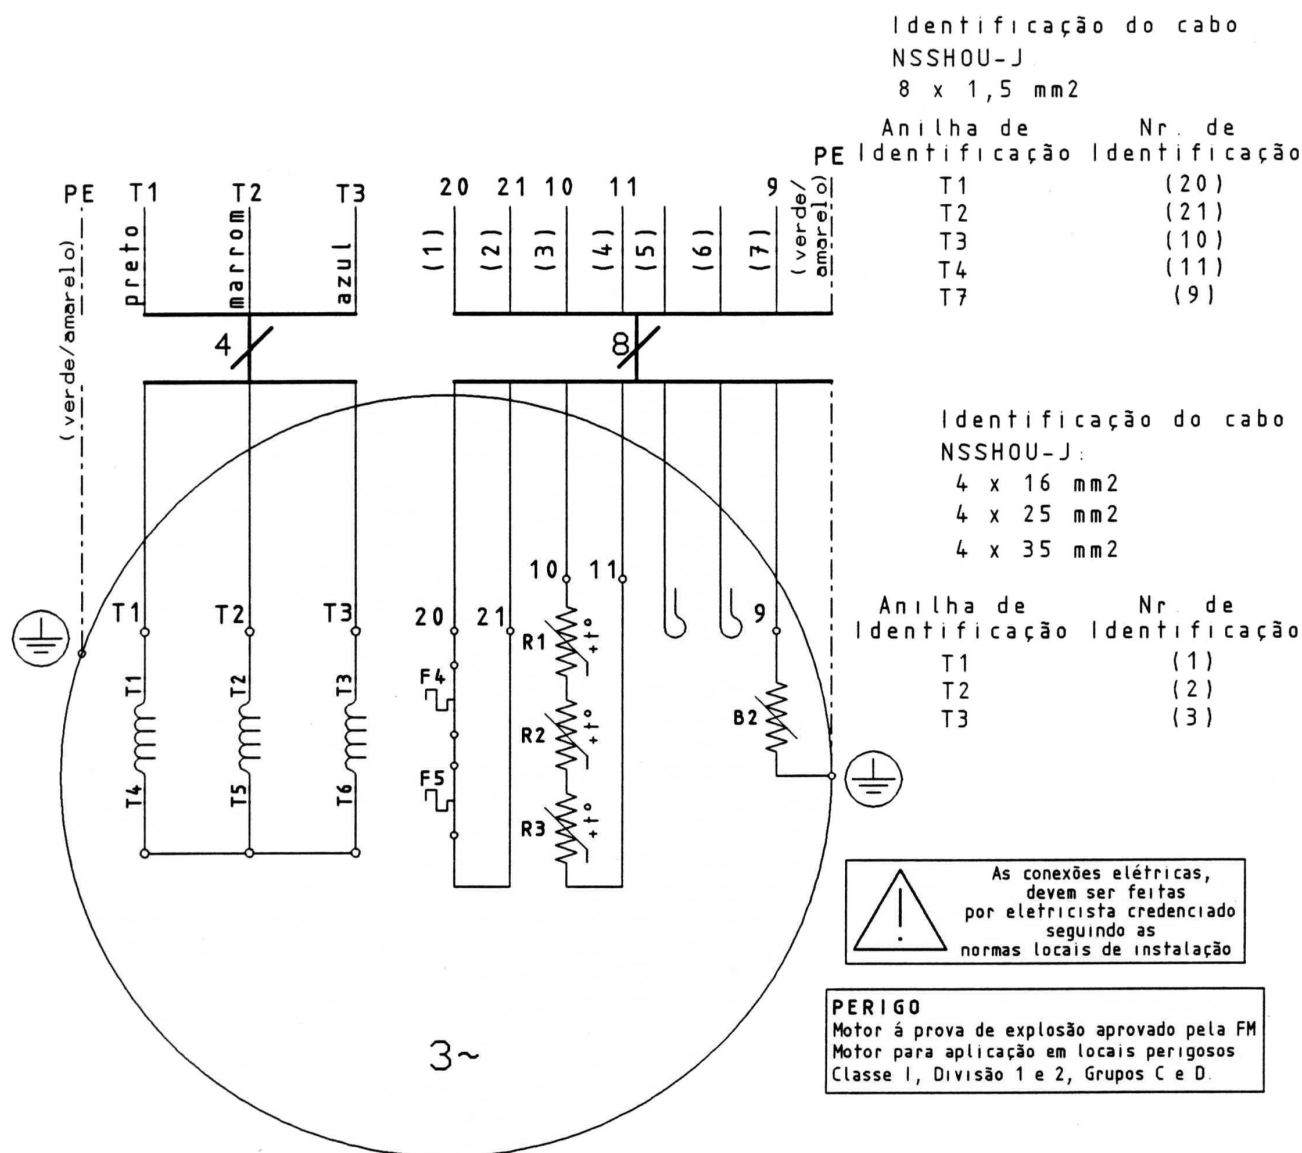 Identificação do cabo
NSSHOU-J
8 x 1,5 mm2
Anilha de Nr. de
Identificação Identificação
T1 (20)
T2 (21)
T3 (10)
T4 (11)
T7 (9)
PE T1 T2 T3 20 21 10 11 9 PE
(verde/amarelo) preto marrom azul (1) (2) (3) (4) (5) (6) (7) (verde/amarelo)
4 8
Identificação do cabo
NSSHOU-J:
4 x 16 mm2
4 x 25 mm2
4 x 35 mm2
Anilha de Nr. de
Identificação Identificação
T1 (1)
T2 (2)
T3 (3)
10 11
T1 T2 T3 20 21 9
R1 +t°
T1 T2 T3 F4
R2 +t° B2
T4 T5 T6 F5
R3 +t°
3~
As conexões elétricas,
devem ser feitas
por eletricista credenciado
seguindo as
normas locais de instalação
PERIGO
Motor á prova de explosão aprovado pela FM
Motor para aplicação em locais perigosos
Classe I, Divisão 1 e 2, Grupos C e D.